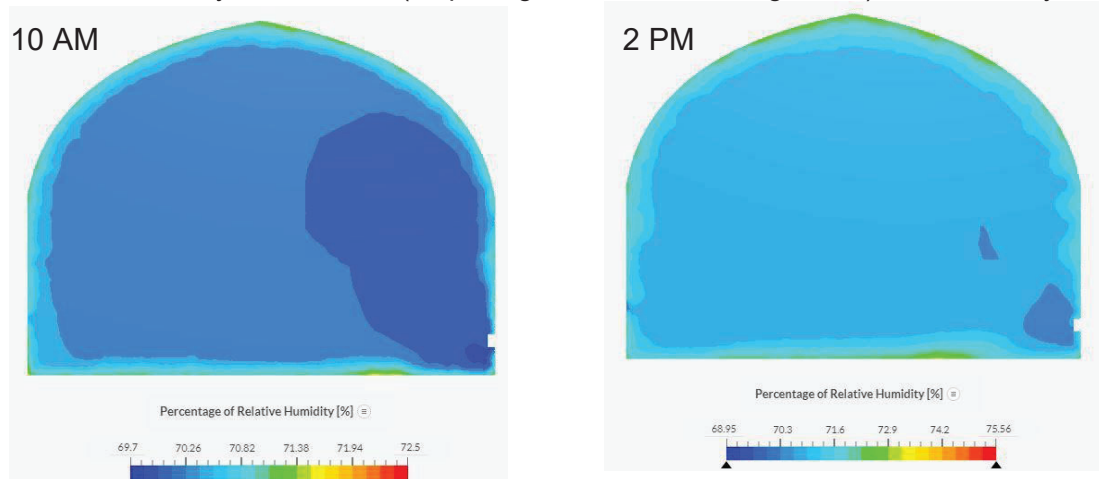 10 AM
2 PM
Percentage of Relative Humidity [%]
69.7 70.26 70.82 71.38 71.94 72.5
Percentage of Relative Humidity [%]
68.95 70.3 71.6 72.9 74.2 75.56